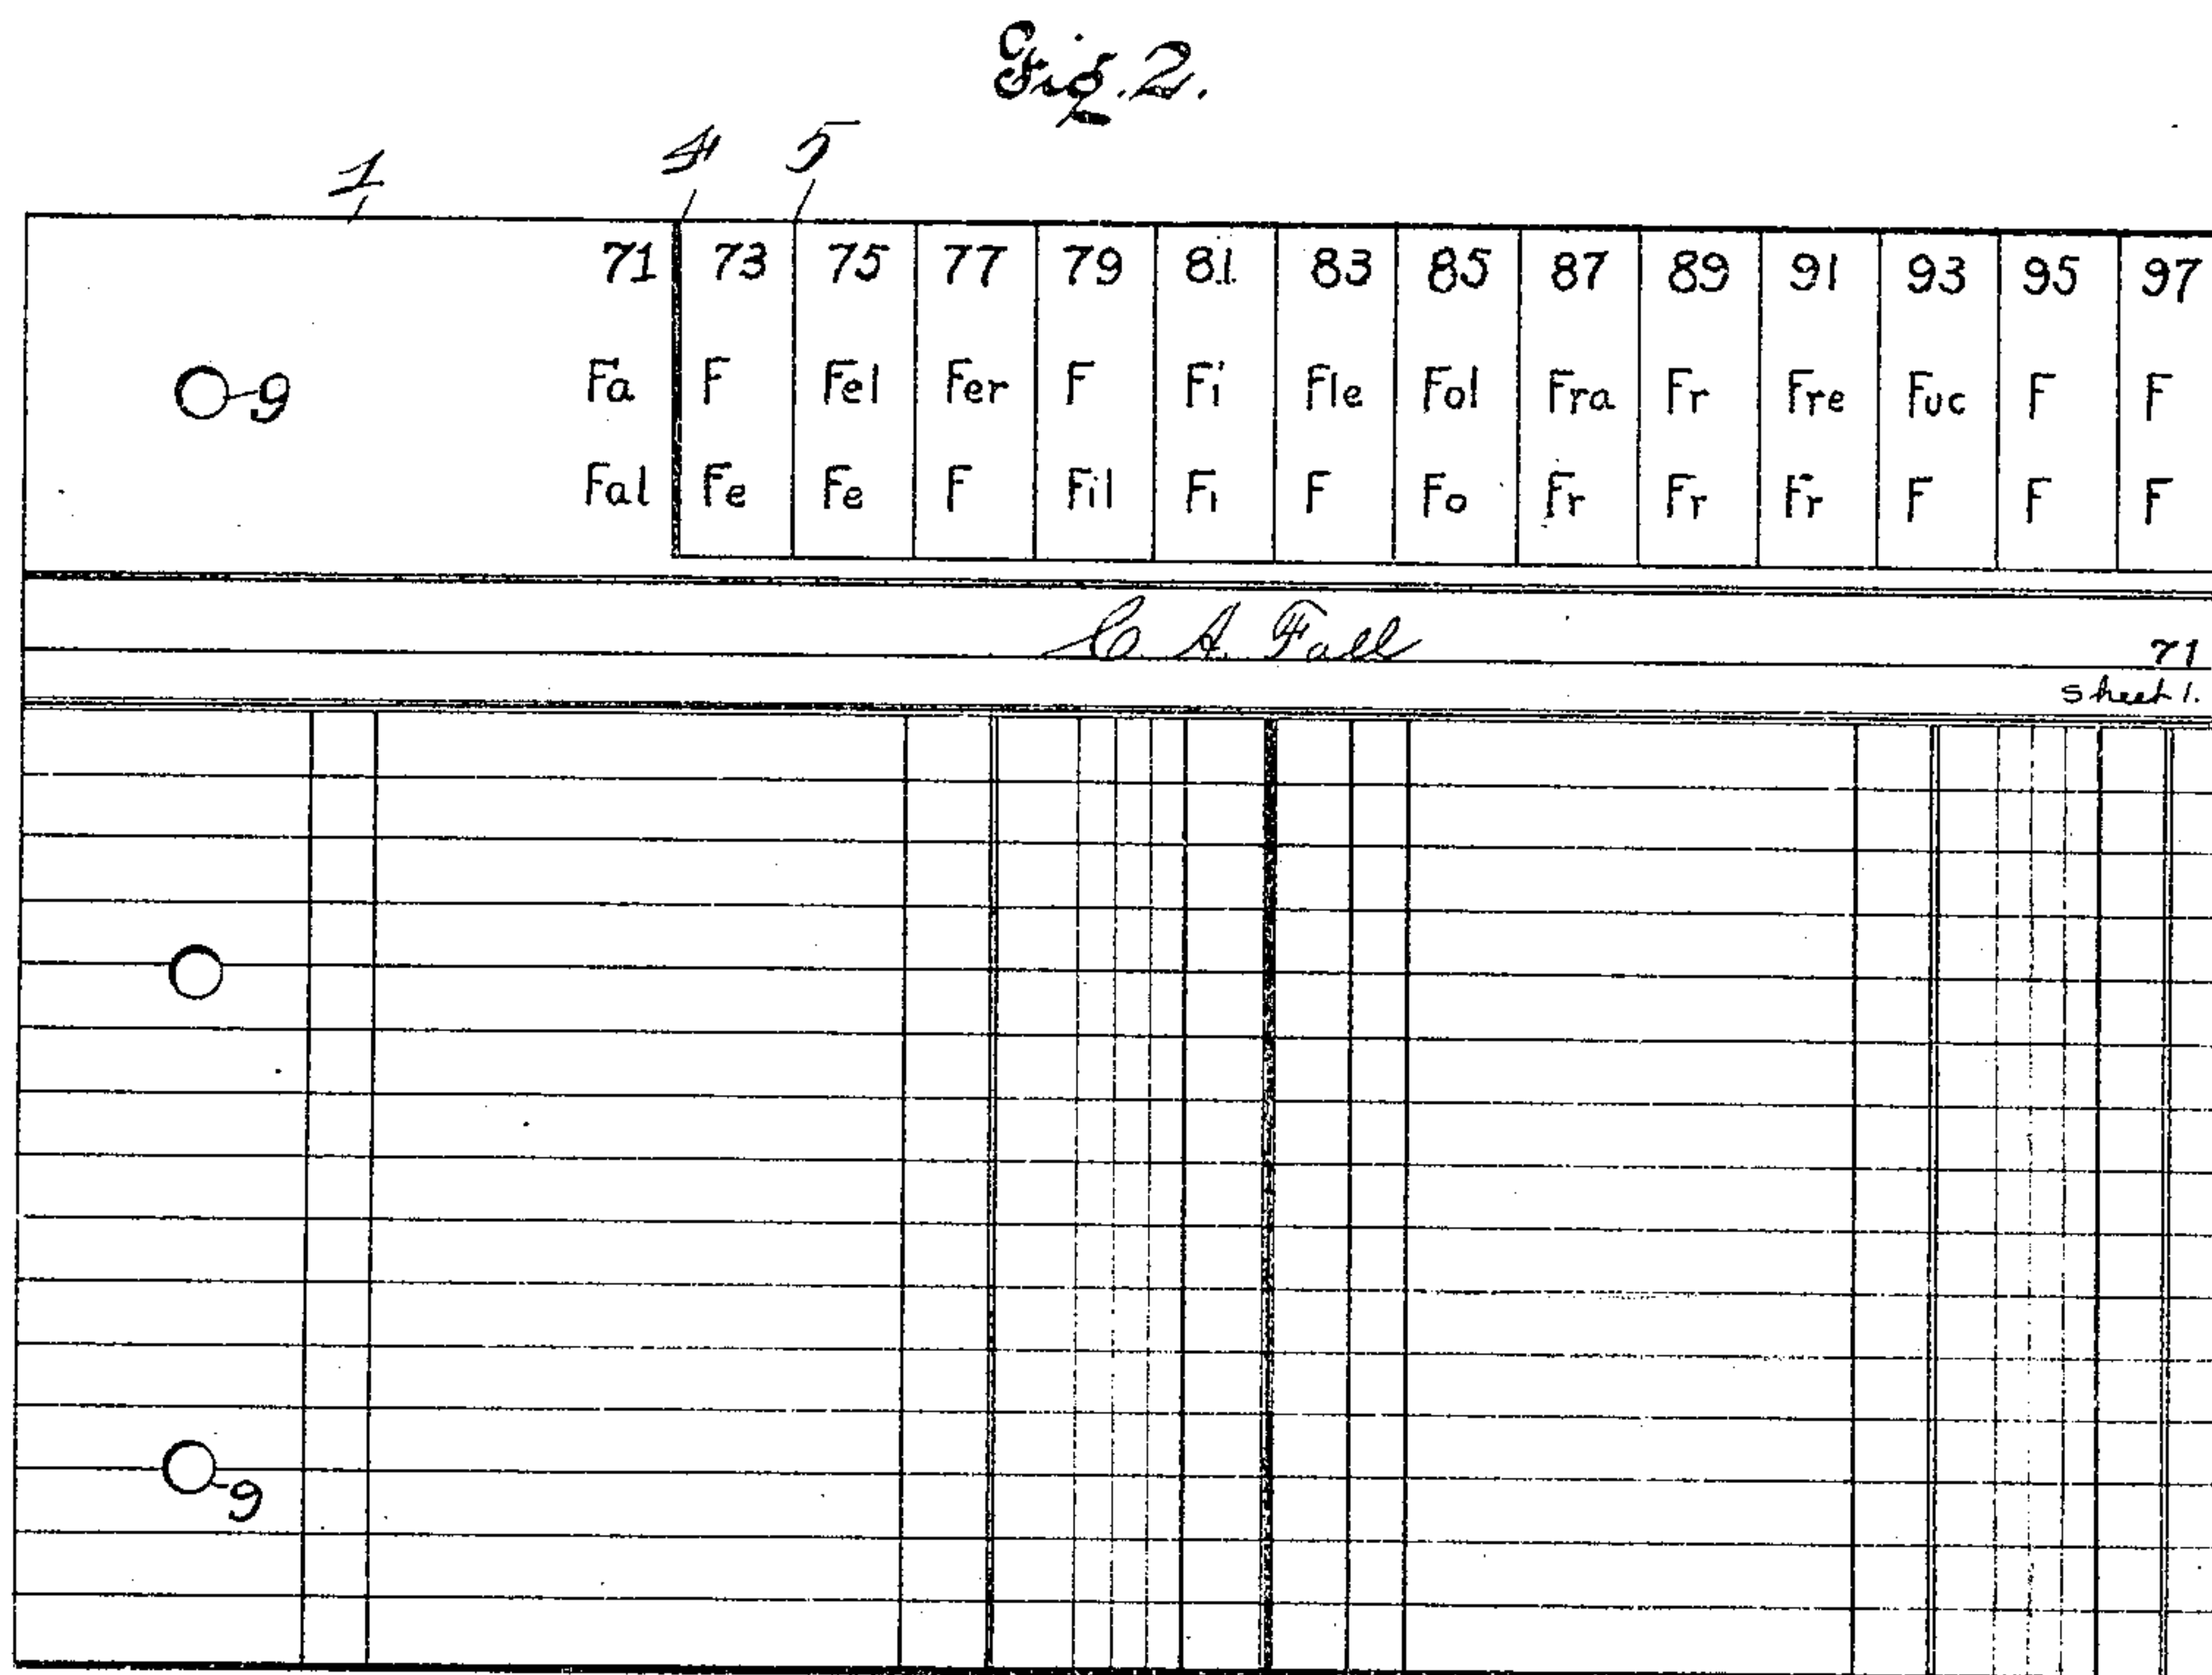 Fig. 2.
1 4 5
71 73 75 77 79 81 83 85 87 89 91 93 95 97
9 Fa F Fel Fer F Fi Fle Fol Fra Fr Fre Fuc F F
Fal Fe Fe F Fil Fi F Fo Fr Fr Fr F F F
C. A. Fall 71
sheet 1.
9